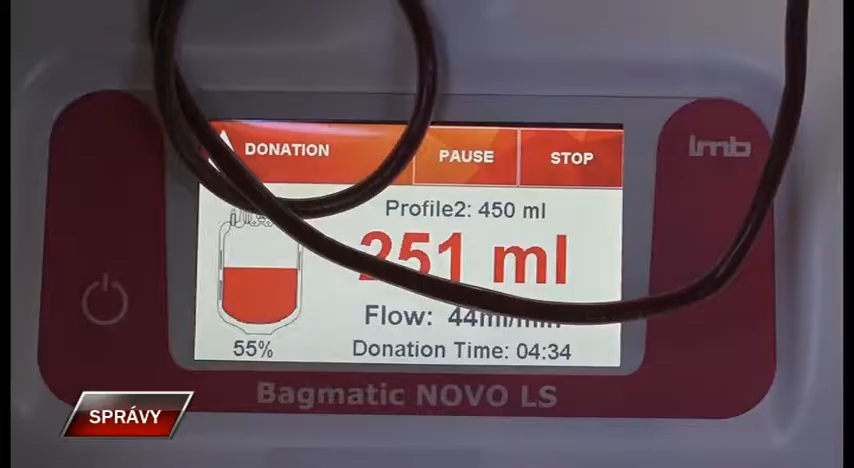 DONATION PAUSE STOP
lmb
Profile2: 450 ml
251 ml
Flow: 44ml/min
55%
Donation Time: 04:34
Bagmatic NOVO LS
SPRÁVY